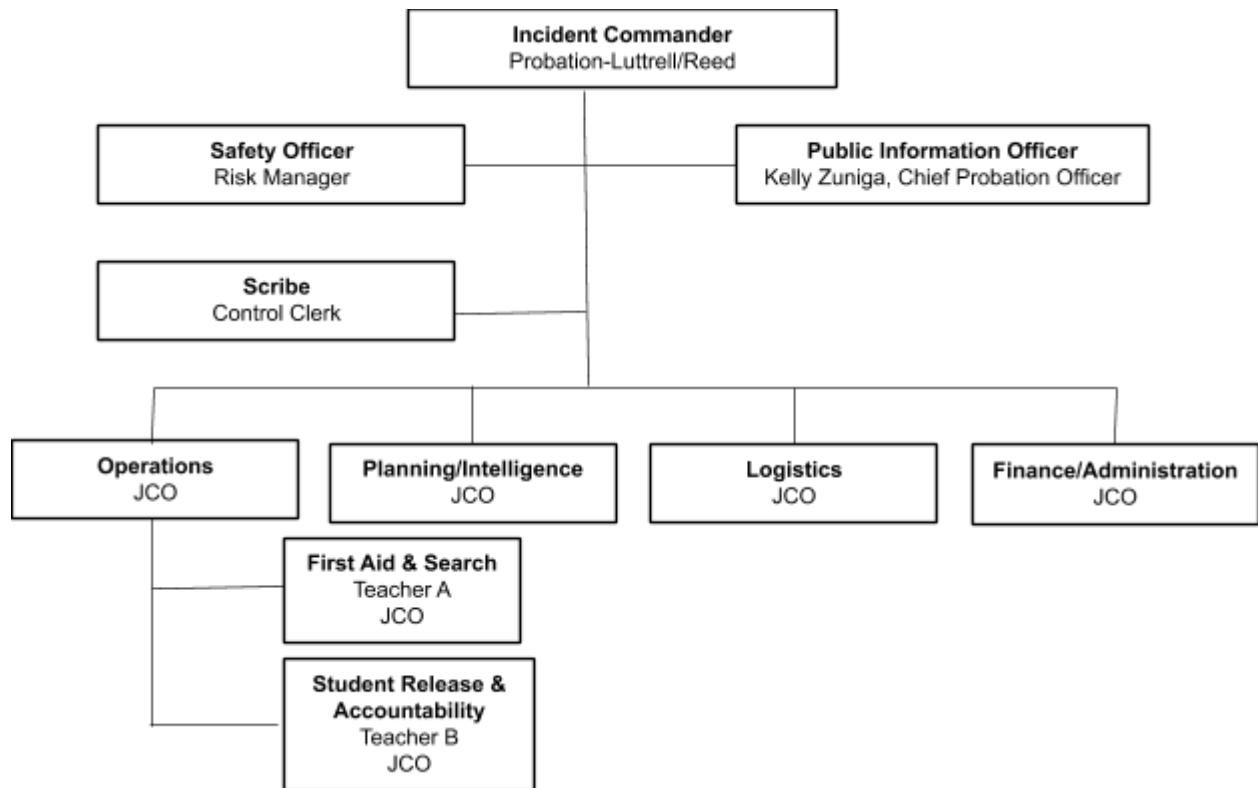 Incident Commander
Probation-Luttrell/Reed
Safety Officer
Risk Manager
Public Information Officer
Kelly Zuniga, Chief Probation Officer
Scribe
Control Clerk
Operations
JCO
Planning/Intelligence
JCO
Logistics
JCO
Finance/Administration
JCO
First Aid & Search
Teacher A
JCO
Student Release &
Accountability
Teacher B
JCO